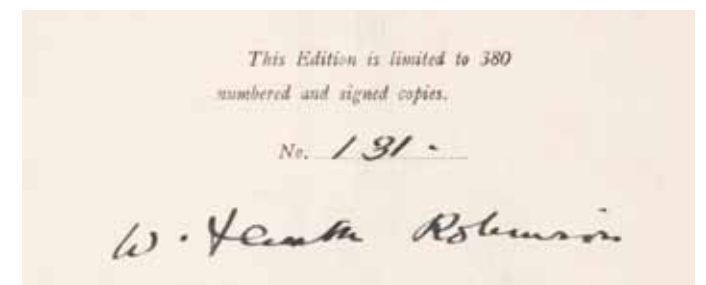 This Edition is limited to 380
numbered and signed copies.
No. 131.
W. Heath Robinson